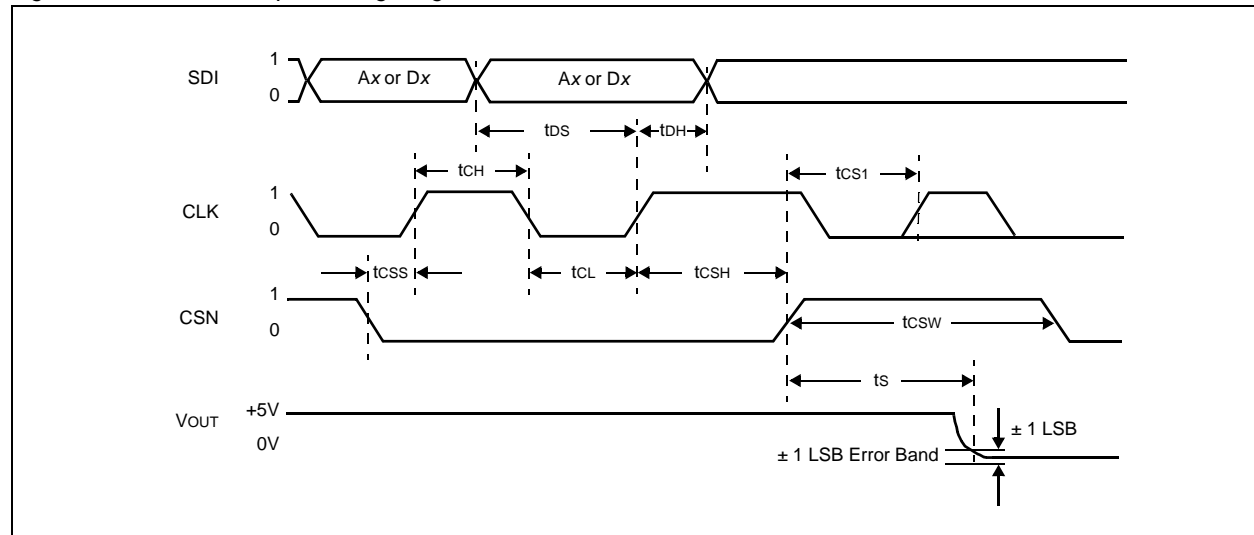 SDI
1
0
Ax or Dx
Ax or Dx
tDS
tDH
tCH
tCS1
CLK
1
0
tCSS
tCL
tCSH
CSN
1
0
tCSW
tS
VOUT
+5V
0V
± 1 LSB
± 1 LSB Error Band